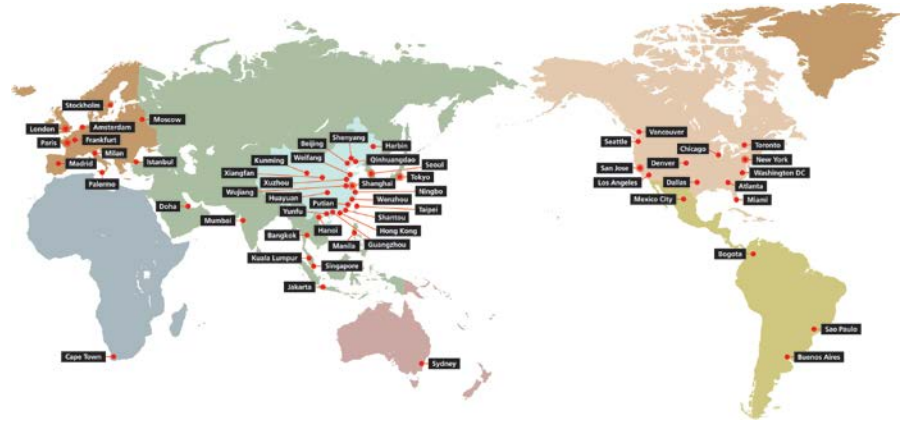 Stockholm
Moscow
London
Amsterdam
Paris
Frankfurt
Milan
Madrid
Istanbul
Palermo
Doha
Mumbai
Cape Town
Shenyang
Beijing
Harbin
Weifang
Kunming
Qinhuangdao
Seoul
Xiangfan
Xuzhou
Shanghai
Tokyo
Wujiang
Huayuan
Ningbo
Putian
Wenzhou
Yunfu
Taipei
Shantou
Hanoi
Hong Kong
Bangkok
Manila
Guangzhou
Kuala Lumpur
Singapore
Jakarta
Sydney
Vancouver
Seattle
Chicago
Toronto
San Jose
Denver
New York
Washington DC
Los Angeles
Dallas
Atlanta
Mexico City
Miami
Bogota
Sao Paulo
Buenos Aires